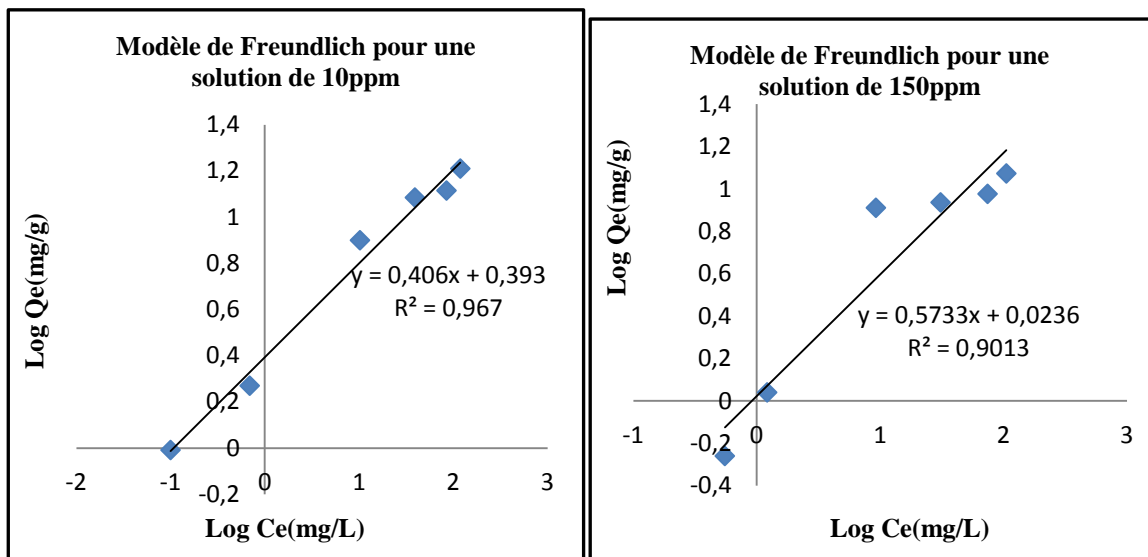 Modèle de Freundlich pour une
solution de 10ppm
1,4
1,2
1
0,8
0,6
0,4
0,2
0
-0,2
-2
-1
0
1
2
3
y = 0,406x + 0,393
R² = 0,967
Log Qe(mg/g)
Log Ce(mg/L)
Modèle de Freundlich pour une
solution de 150ppm
1,4
1,2
1
0,8
0,6
0,4
0,2
0
-0,2
-0,4
-1
0
1
2
3
y = 0,5733x + 0,0236
R² = 0,9013
Log Qe(mg/g)
Log Ce(mg/L)